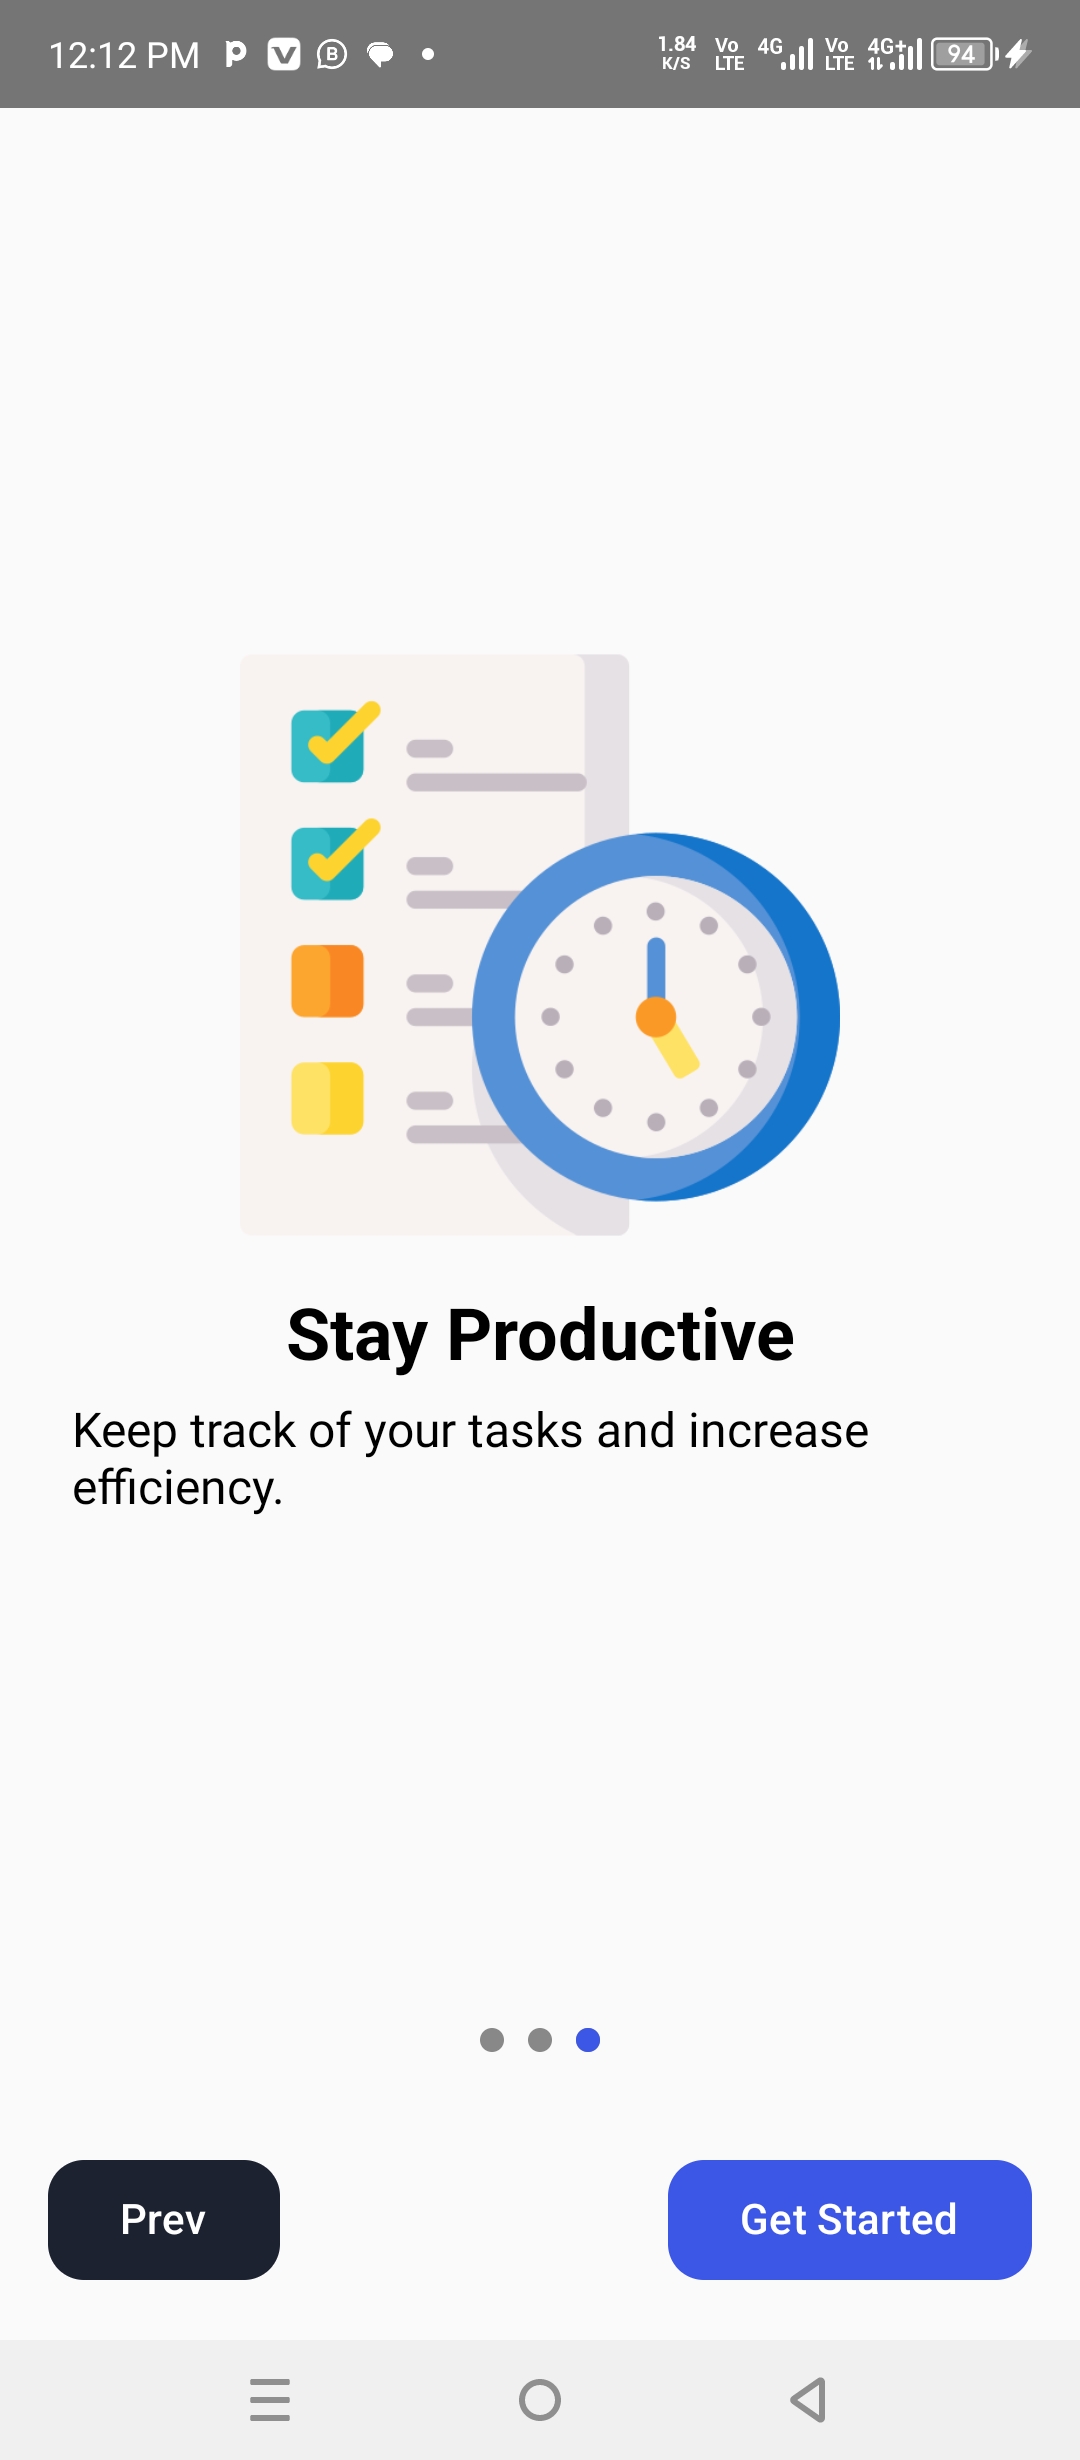 12:12 PM
1.84 K/S Vo LTE 4G Vo LTE 4G+ 94
Stay Productive
Keep track of your tasks and increase
efficiency.
Prev
Get Started